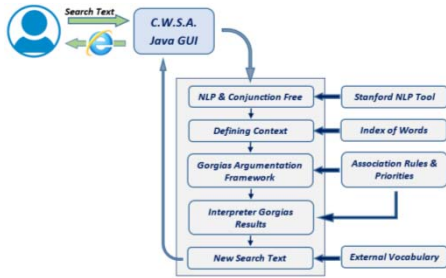 Search Text
C.W.S.A.
Java GUI
NLP & Conjunction Free
Stanford NLP Tool
Defining Context
Index of Words
Gorgias Argumentation
Framework
Association Rules &
Priorities
Interpreter Gorgias
Results
New Search Text
External Vocabulary